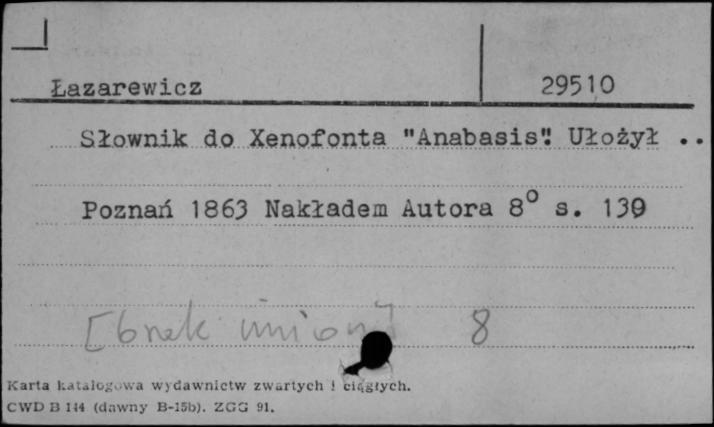 Łazarewicz 29510
Słownik do Xenofonta "Anabasis". Ułożył ..
Poznań 1863 Nakładem Autora 8° s. 139
[brak imion] 8
Karta katalogowa wydawnictw zwartych i ciągłych.
CWD B 144 (dawny B-15b). ZGG 91.